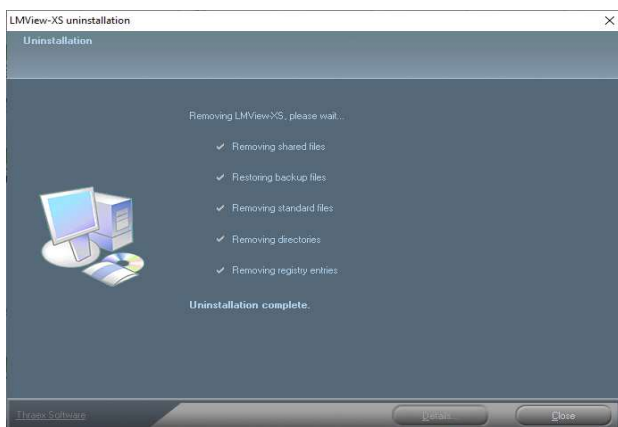 LMView-XS uninstallation
Uninstallation
Removing LMView-XS, please wait...
Removing shared files
Restoring backup files
Removing standard files
Removing directories
Removing registry entries
Uninstallation complete.
Thraex Software
Details...
Close